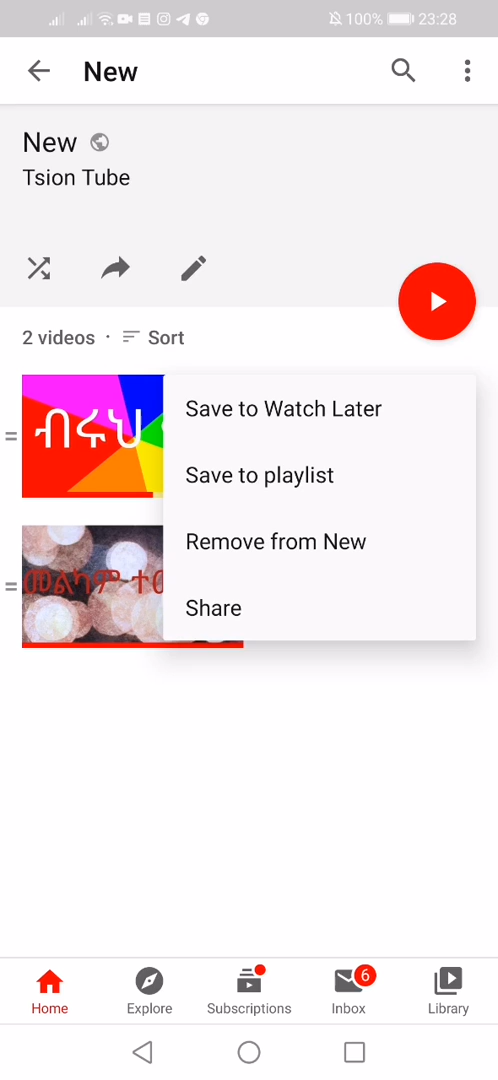 100% 23:28
New
New
Tsion Tube
2 videos · Sort
ብሩህ
Save to Watch Later
Save to playlist
Remove from New
Share
መልካም
6
Home Explore Subscriptions Inbox Library